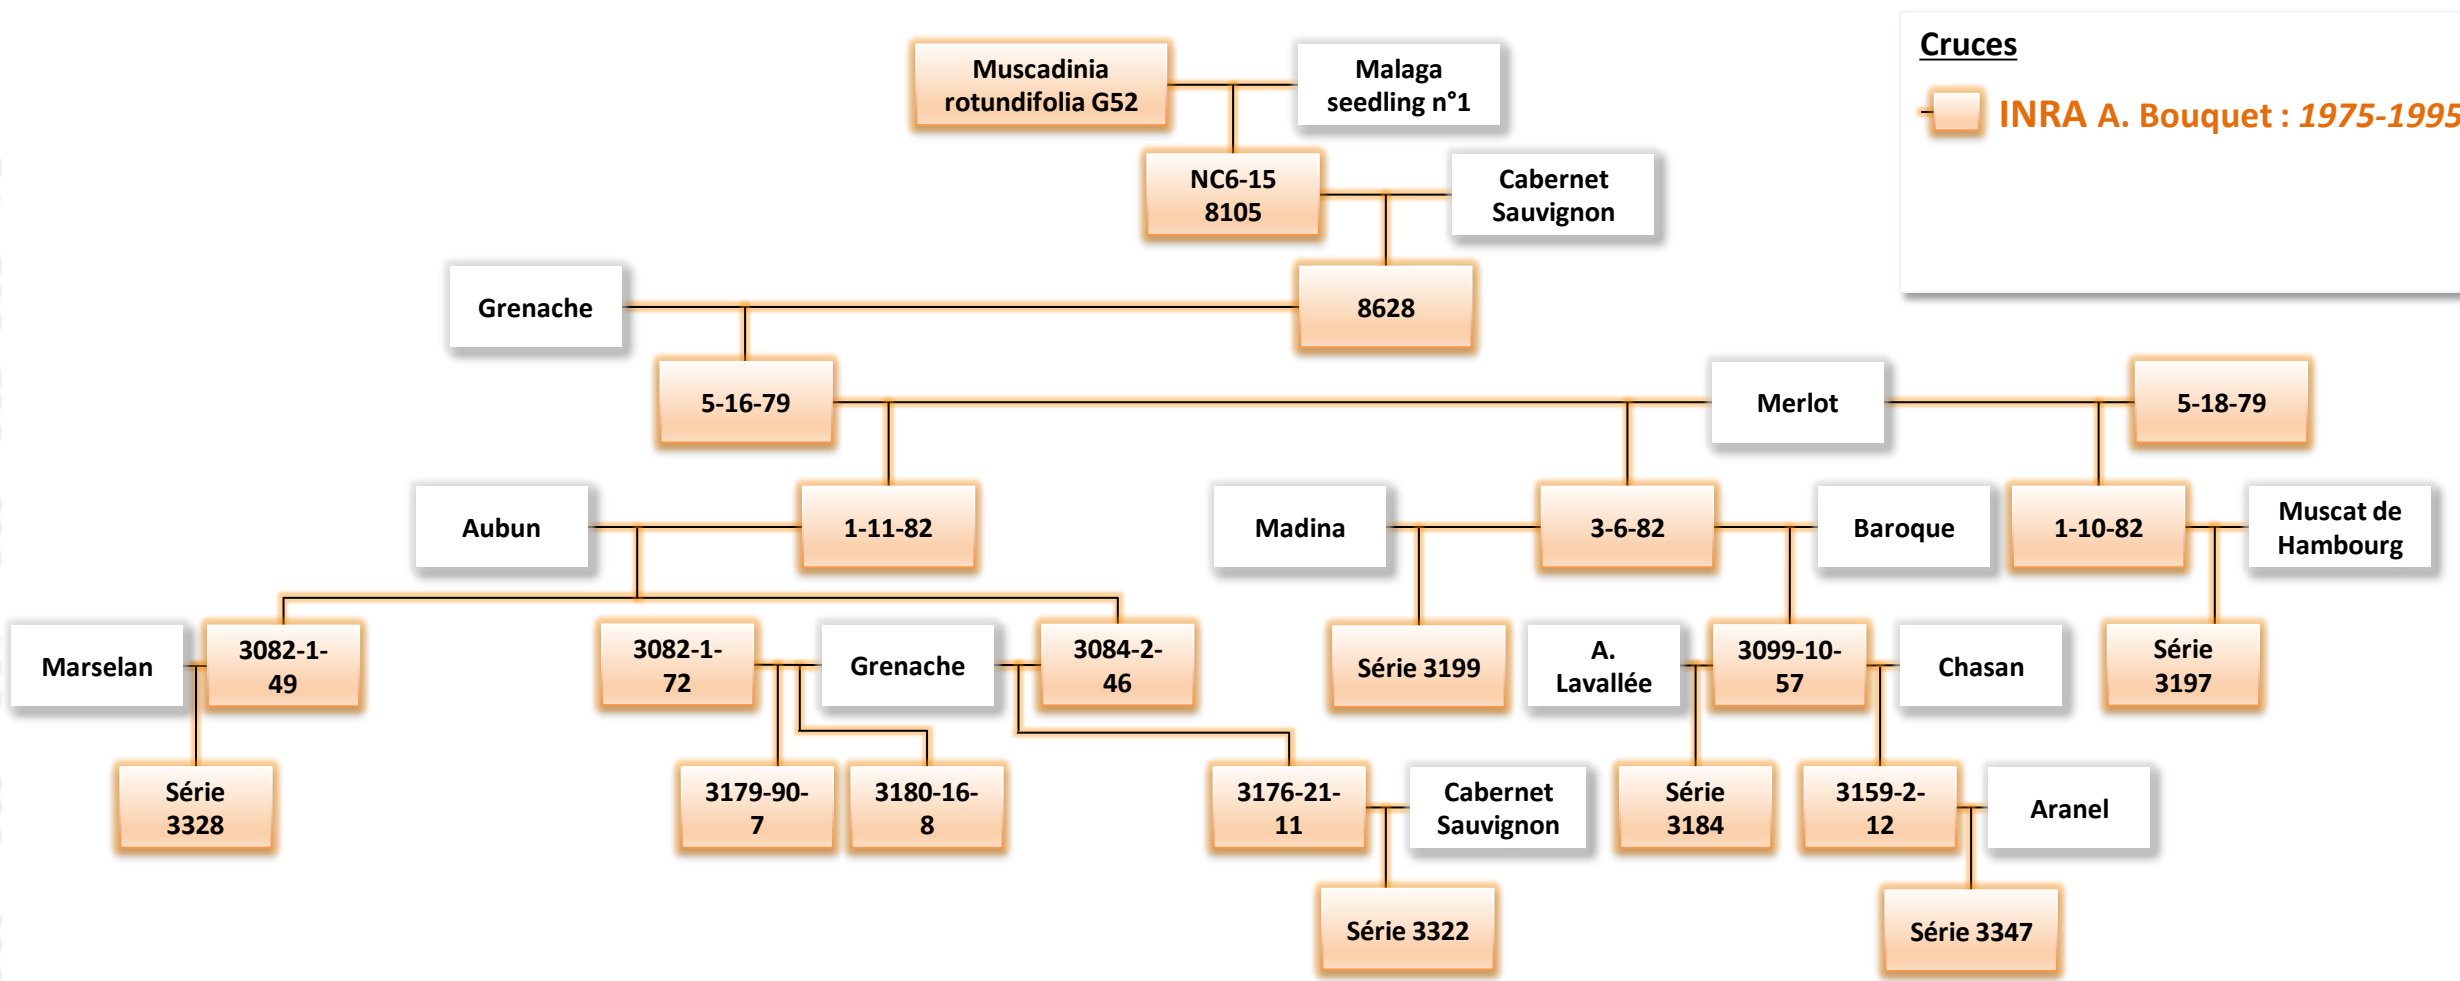 Cruces
INRA A. Bouquet : 1975-1995
Muscadinia
rotundifolia G52
Malaga
seedling n°1
NC6-15
8105
Cabernet
Sauvignon
Grenache
8628
5-16-79
Merlot
5-18-79
Aubun
1-11-82
Madina
3-6-82
Baroque
1-10-82
Muscat de
Hambourg
Marselan
3082-1-
49
3082-1-
72
Grenache
3084-2-
46
Série 3199
A.
Lavallée
3099-10-
57
Chasan
Série
3197
Série
3328
3179-90-
7
3180-16-
8
3176-21-
11
Cabernet
Sauvignon
Série
3184
3159-2-
12
Aranel
Série 3322
Série 3347